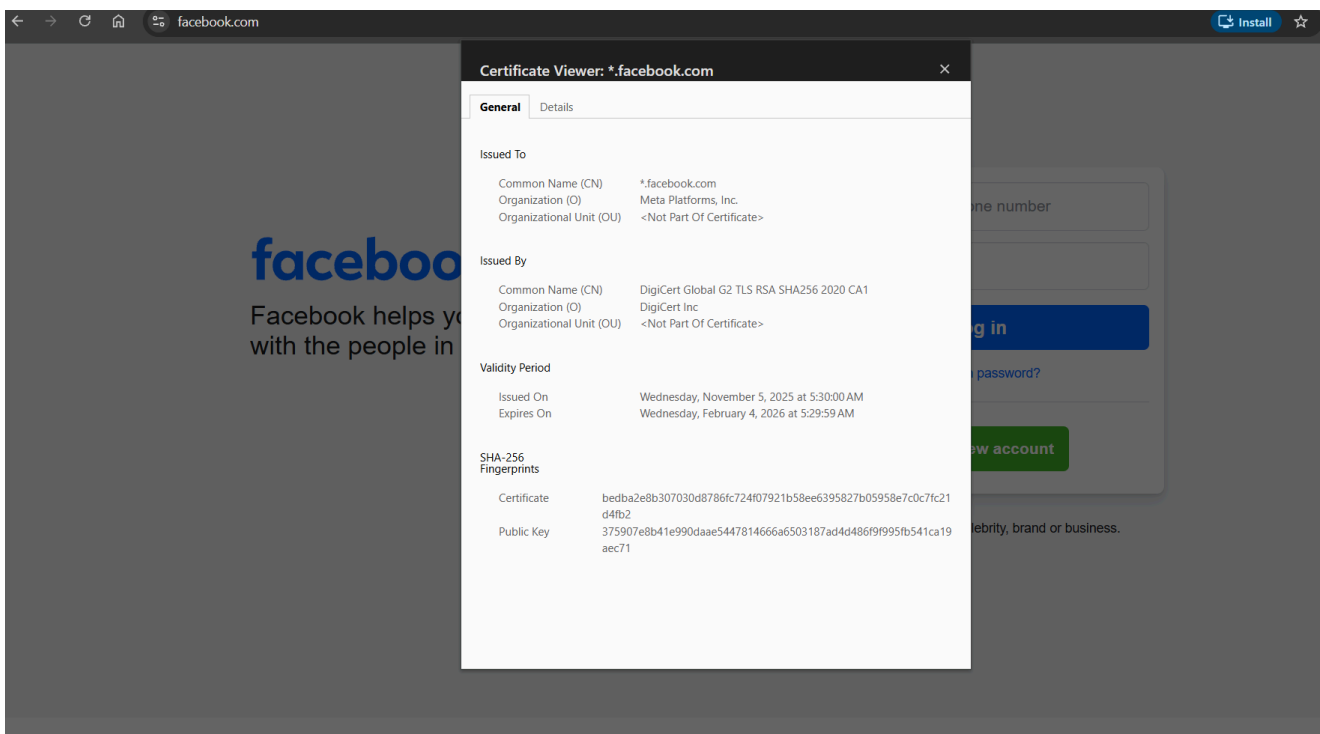 facebook.com
Install
Certificate Viewer: *.facebook.com
General Details
Issued To
Common Name (CN) *.facebook.com
Organization (O) Meta Platforms, Inc.
Organizational Unit (OU) <Not Part Of Certificate>
Issued By
Common Name (CN) DigiCert Global G2 TLS RSA SHA256 2020 CA1
Organization (O) DigiCert Inc
Organizational Unit (OU) <Not Part Of Certificate>
Validity Period
Issued On Wednesday, November 5, 2025 at 5:30:00 AM
Expires On Wednesday, February 4, 2026 at 5:29:59 AM
SHA-256
Fingerprints
Certificate bedba2e8b307030d8786fc724f07921b58ee6395827b05958e7c0c7fc21
d4fb2
Public Key 375907e8b41e990daae5447814666a6503187ad4d486f9f995fb541ca19
aec71
faceboo
Facebook helps yo
with the people in
one number
g in
password?
ew account
lebrity, brand or business.